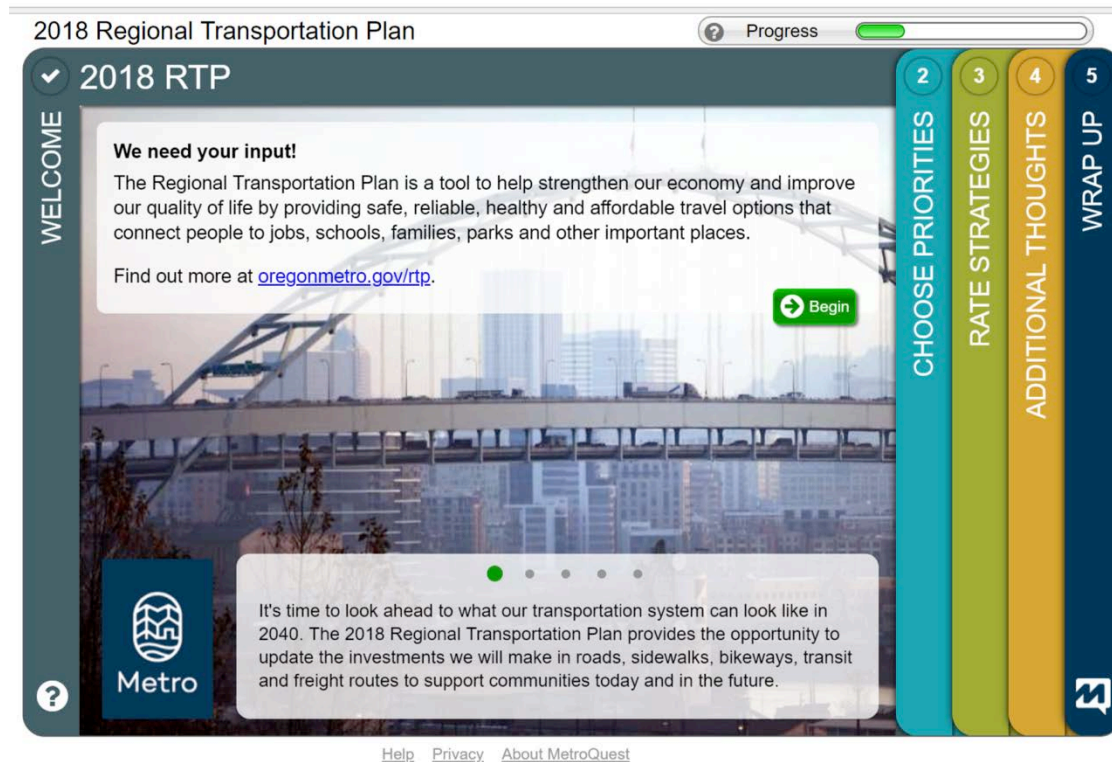 2018 Regional Transportation Plan
? Progress
2018 RTP
WELCOME
We need your input!
The Regional Transportation Plan is a tool to help strengthen our economy and improve
our quality of life by providing safe, reliable, healthy and affordable travel options that
connect people to jobs, schools, families, parks and other important places.
Find out more at oregonmetro.gov/rtp.
Begin
Metro
It's time to look ahead to what our transportation system can look like in
2040. The 2018 Regional Transportation Plan provides the opportunity to
update the investments we will make in roads, sidewalks, bikeways, transit
and freight routes to support communities today and in the future.
?
2
CHOOSE PRIORITIES
3
RATE STRATEGIES
4
ADDITIONAL THOUGHTS
5
WRAP UP
Help Privacy About MetroQuest